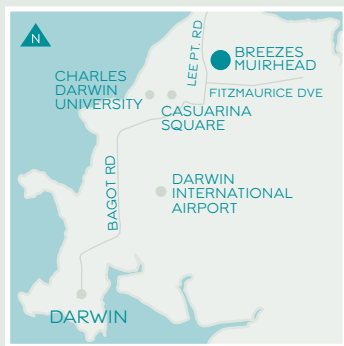 N
LEE PT. RD
BREEZES
MUIRHEAD
CHARLES
DARWIN
UNIVERSITY
FITZMAURICE DVE
CASUARINA
SQUARE
BAGOT RD
DARWIN
INTERNATIONAL
AIRPORT
DARWIN